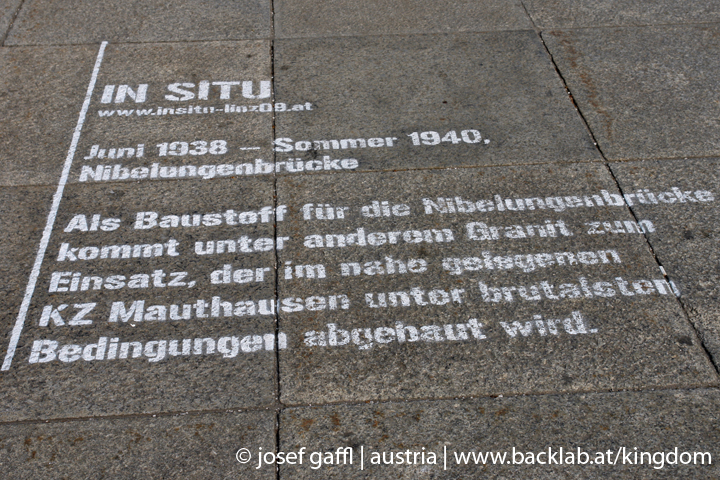 IN SITU
www.insitu-linz09.at
Juni 1938 – Sommer 1940,
Nibelungenbrücke
Als Baustoff für die Nibelungenbrücke
kommt unter anderem Granit zum
Einsatz, der im nahe gelegenen
KZ Mauthausen unter brutalsten
Bedingungen abgebaut wird.
© josef gaffl | austria | www.backlab.at/kingdom